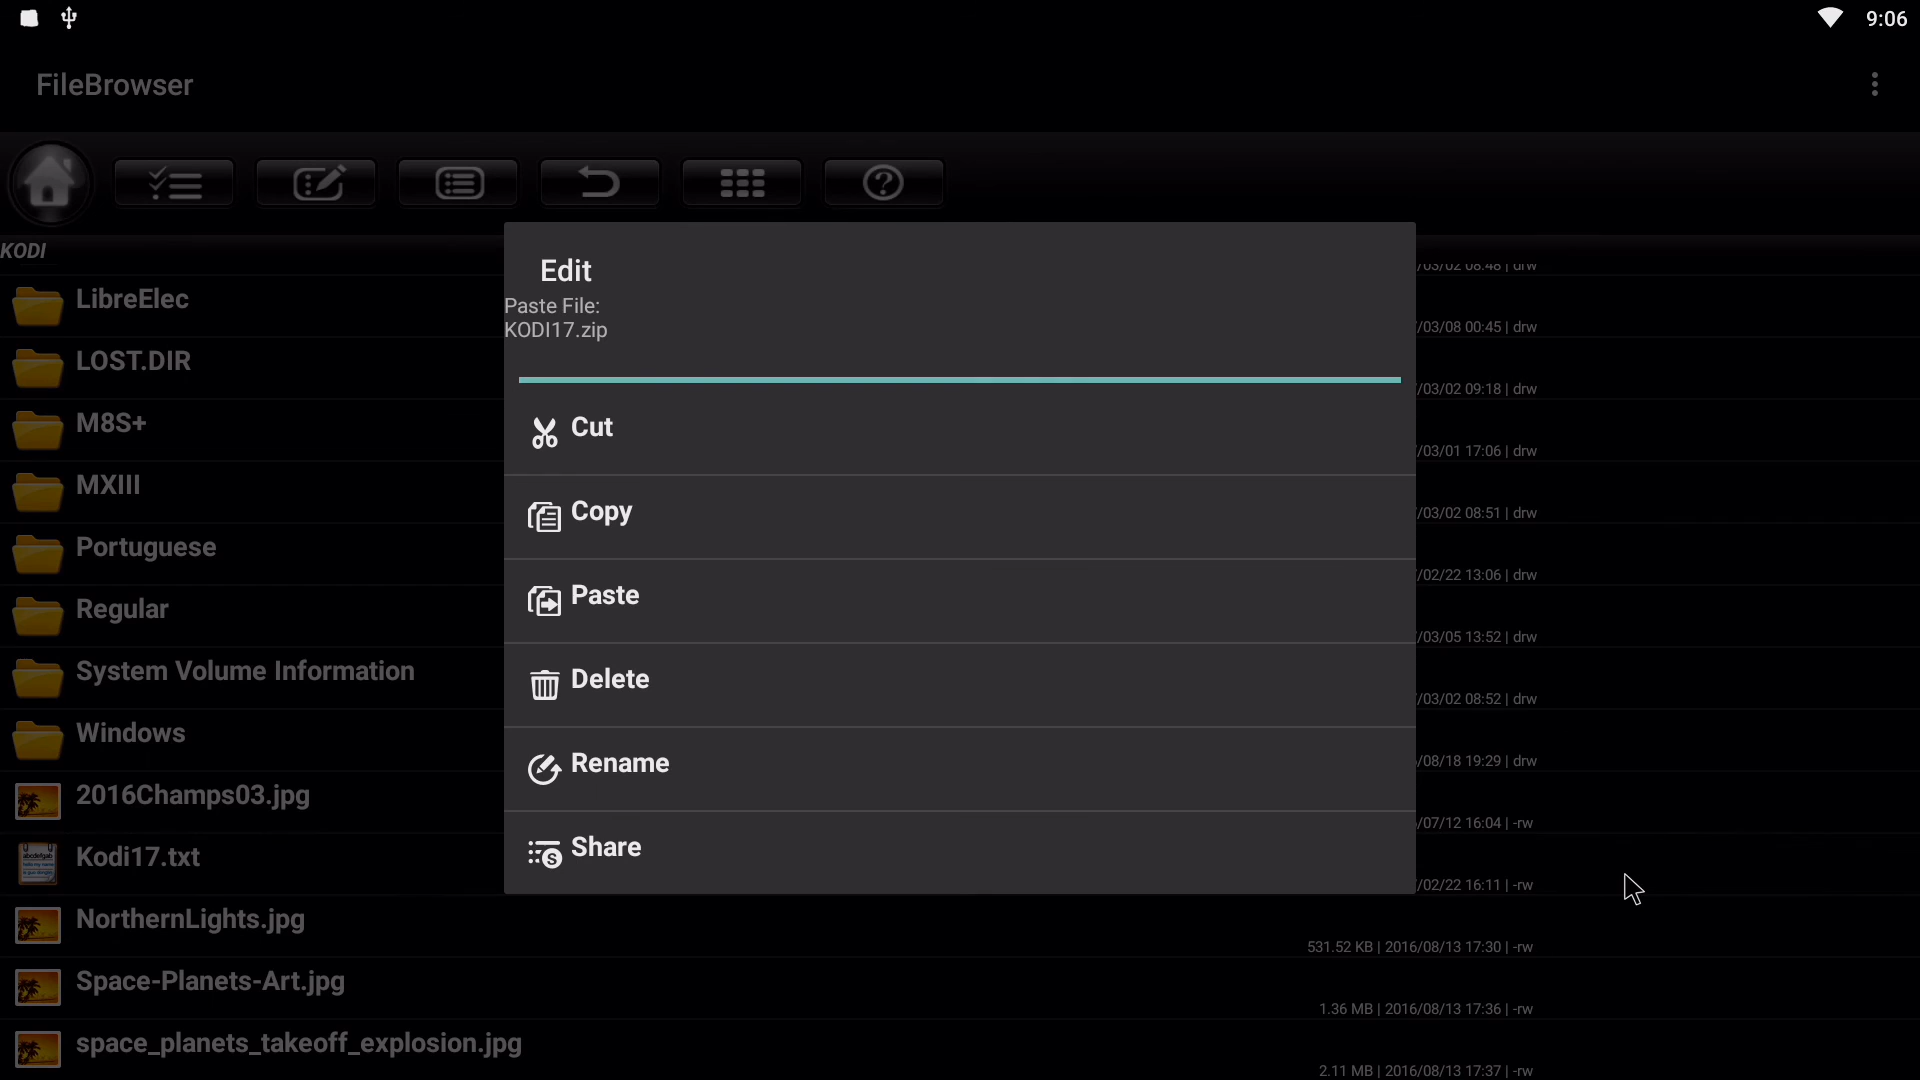 9:06
FileBrowser
KODI
Edit
Paste File:
KODI17.zip
Cut
Copy
Paste
Delete
Rename
Share
/03/02 08:48 | drw
LibreElec
/03/08 00:45 | drw
LOST.DIR
/03/02 09:18 | drw
M8S+
/03/01 17:06 | drw
MXIII
/03/02 08:51 | drw
Portuguese
/02/22 13:06 | drw
Regular
/03/05 13:52 | drw
System Volume Information
/03/02 08:52 | drw
Windows
/08/18 19:29 | drw
2016Champs03.jpg
/07/12 16:04 | -rw
Kodi17.txt
/02/22 16:11 | -rw
NorthernLights.jpg
531.52 KB | 2016/08/13 17:30 | -rw
Space-Planets-Art.jpg
1.36 MB | 2016/08/13 17:36 | -rw
space_planets_takeoff_explosion.jpg
2.11 MB | 2016/08/13 17:37 | -rw